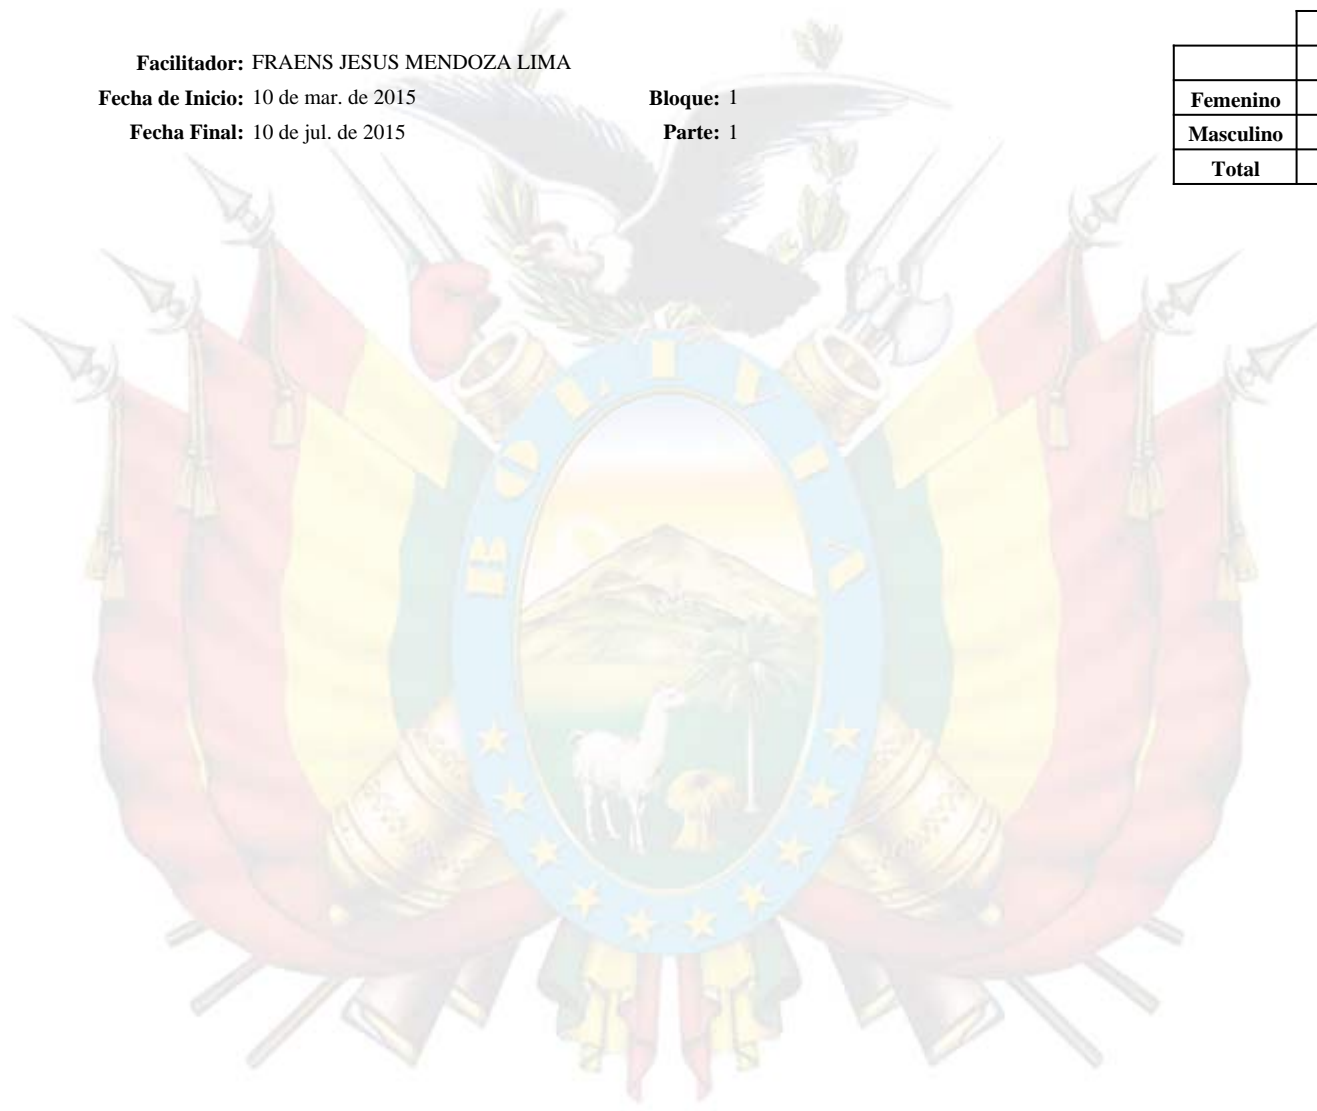 Facilitador: FRAENS JESUS MENDOZA LIMA
Fecha de Inicio: 10 de mar. de 2015 Bloque: 1
Fecha Final: 10 de jul. de 2015 Parte: 1
Femenino
Masculino
Total
BOLIVIA